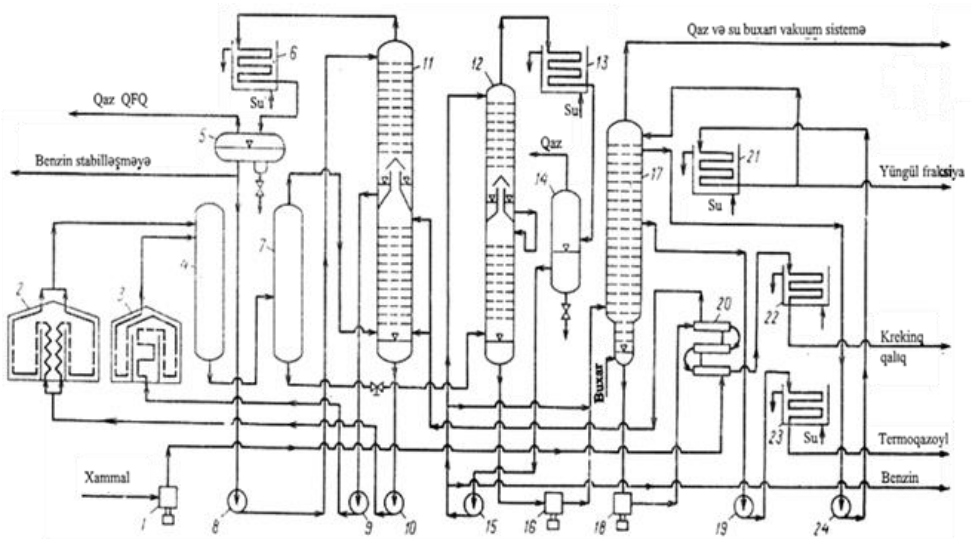 Qaz və su buxarı vakuum sistemə
6
11
12
13
Su
Su
Qaz QFQ
5
Qaz
21
Benzin stabilləşməyə
14
17
Yüngül fraksiya
Su
4
7
2
3
20
22
Krekinq
qalıq
Buxar
23
Su
Termoqazoyl
Xammal
Benzin
1
8
9
10
15
16
18
19
24